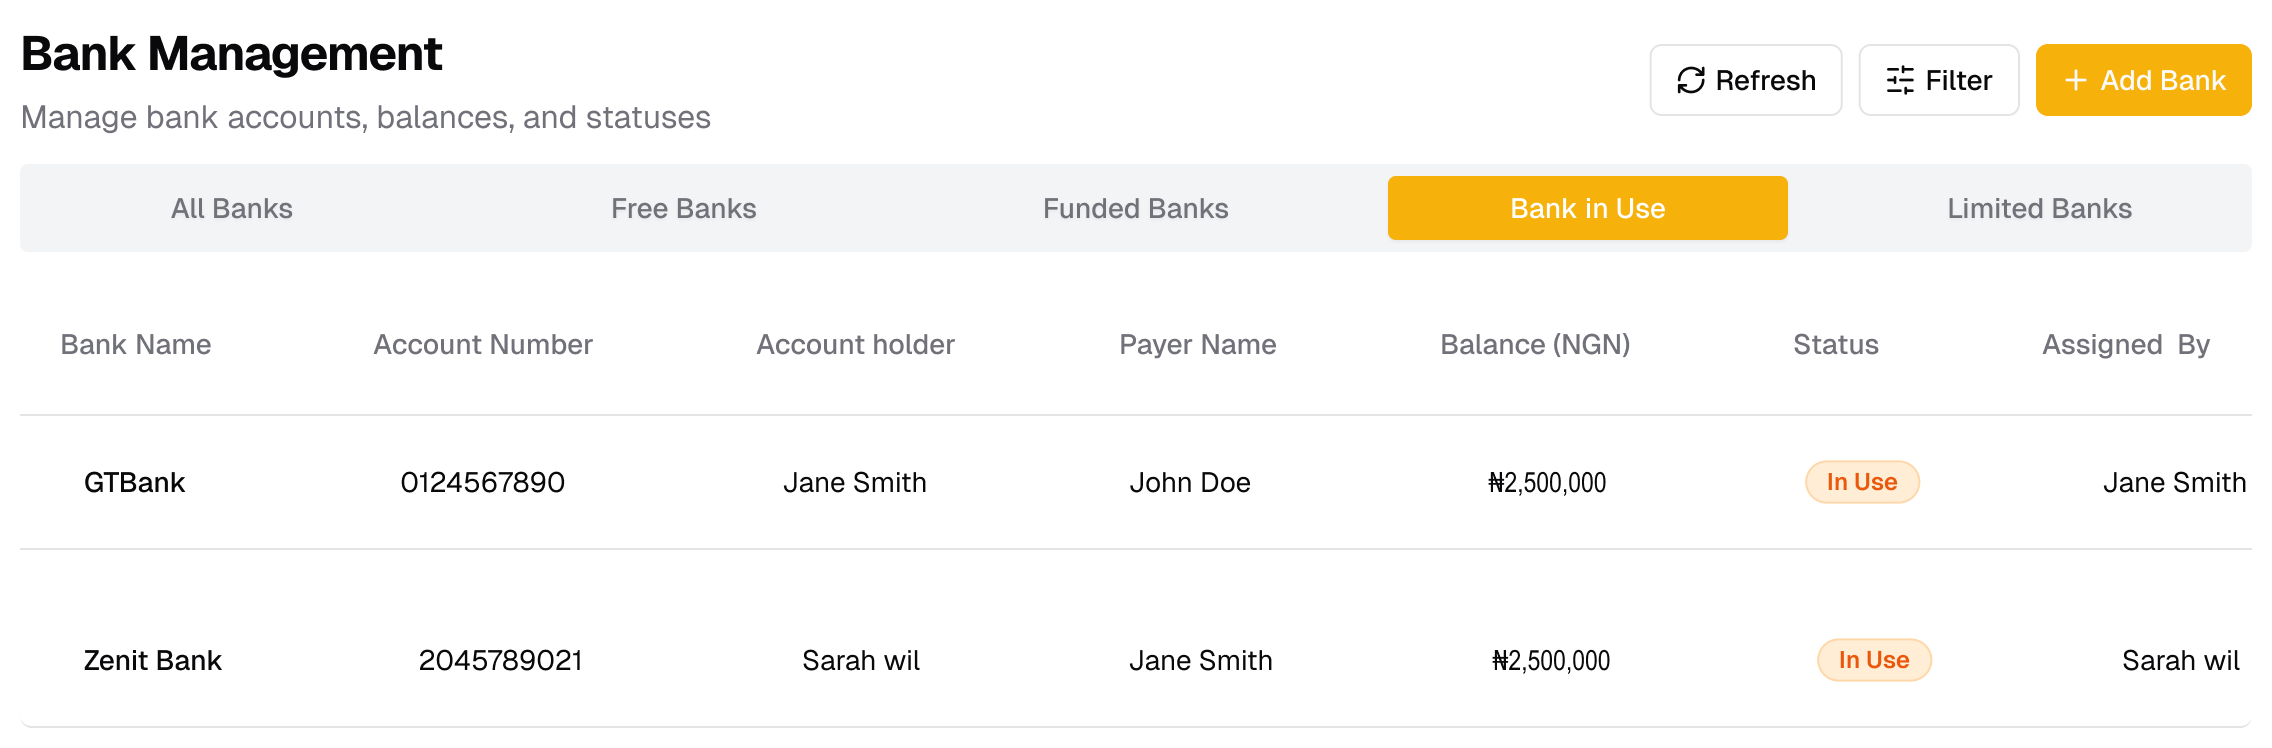 Bank Management
Manage bank accounts, balances, and statuses
Refresh Filter + Add Bank
All Banks Free Banks Funded Banks Bank in Use Limited Banks
Bank Name Account Number Account holder Payer Name Balance (NGN) Status Assigned By
GTBank 0124567890 Jane Smith John Doe ₦2,500,000 In Use Jane Smith
Zenit Bank 2045789021 Sarah wil Jane Smith ₦2,500,000 In Use Sarah wil